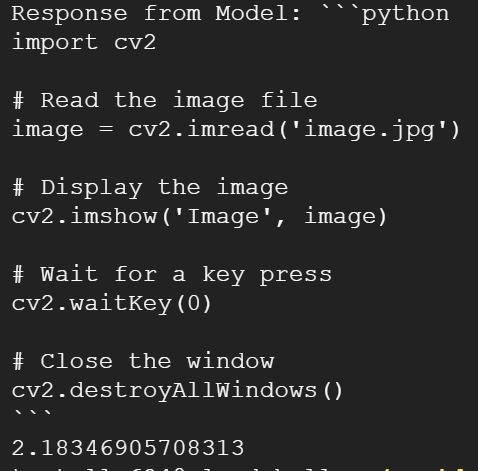 Response from Model: ```python
import cv2
# Read the image file
image = cv2.imread('image.jpg')
# Display the image
cv2.imshow('Image', image)
# Wait for a key press
cv2.waitKey(0)
# Close the window
cv2.destroyAllWindows()
```
2.18346905708313